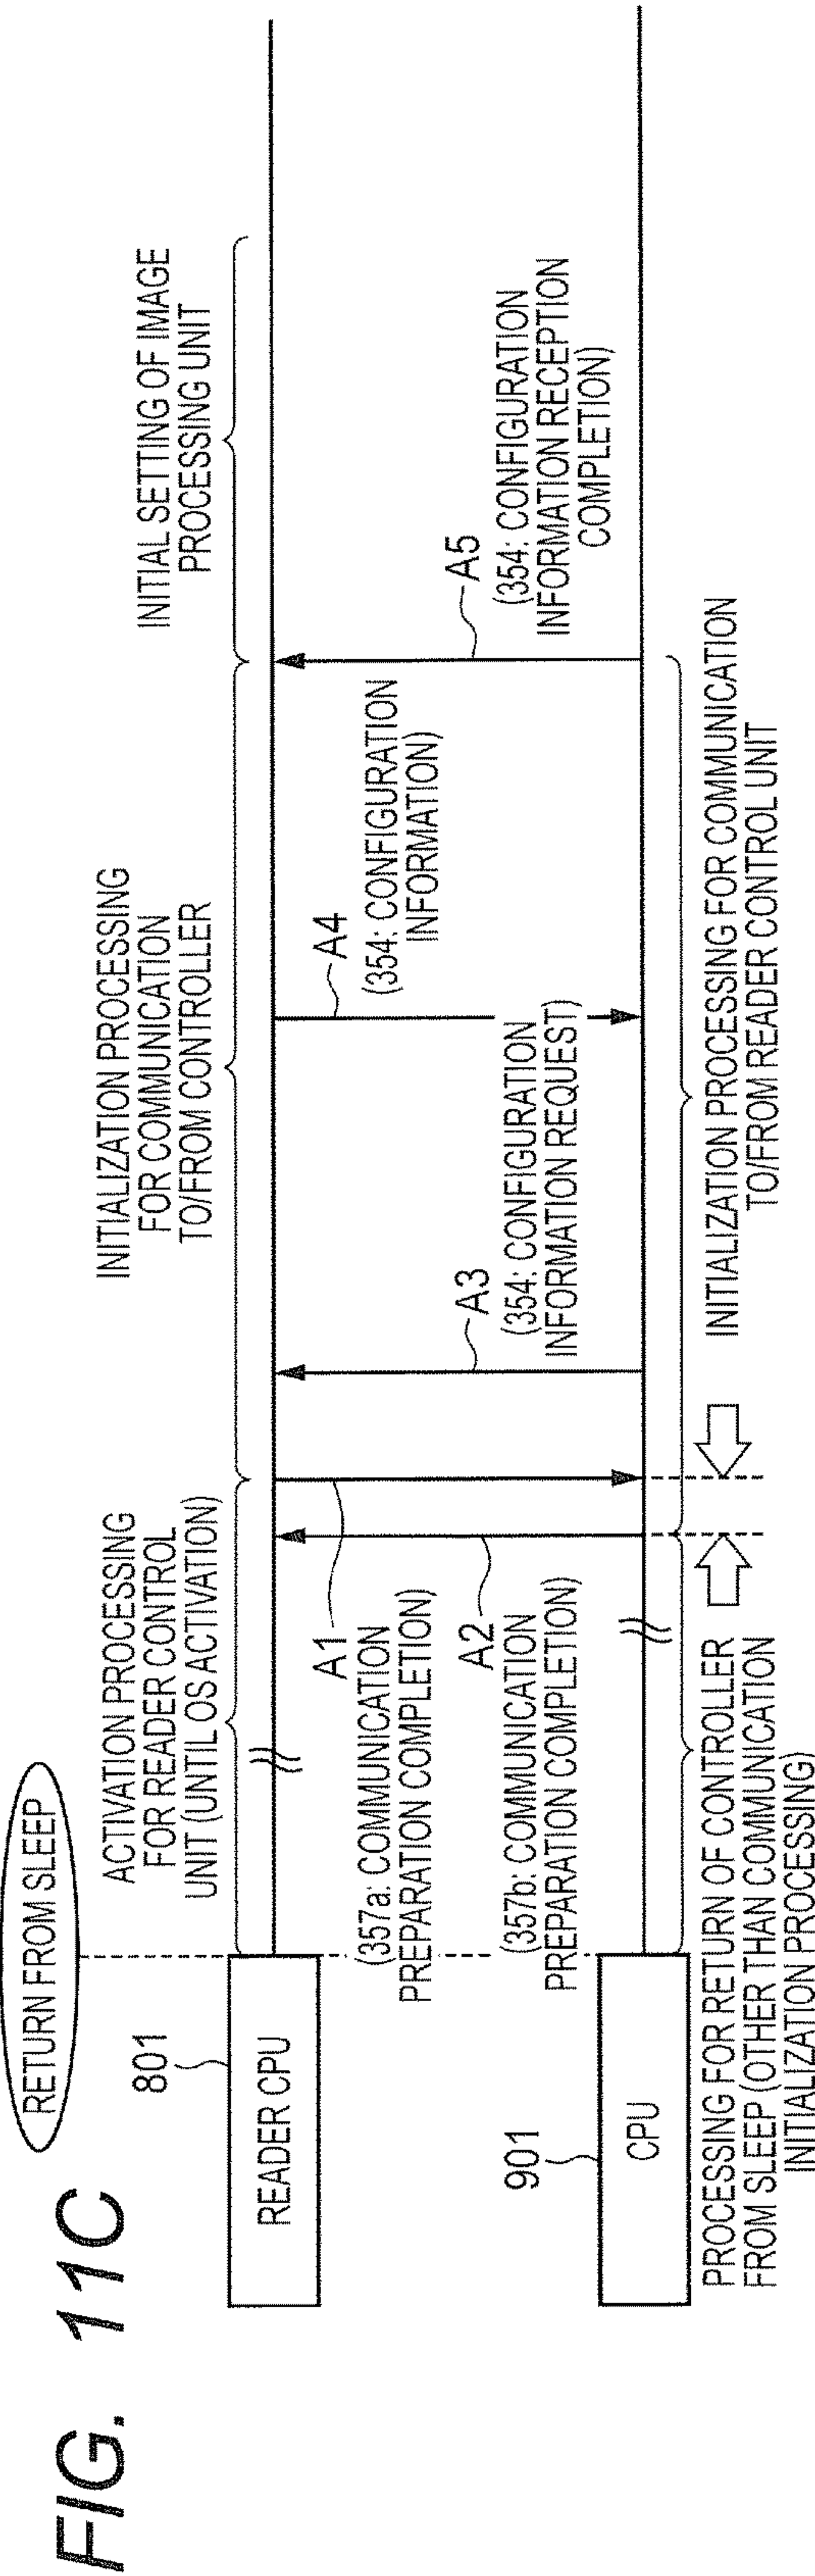 FIG. 11C
RETURN FROM SLEEP
801
READER CPU
ACTIVATION PROCESSING
FOR READER CONTROL
UNIT (UNTIL OS ACTIVATION)
INITIALIZATION PROCESSING
FOR COMMUNICATION
TO/FROM CONTROLLER
INITIAL SETTING OF IMAGE
PROCESSING UNIT
A1
(357a: COMMUNICATION
PREPARATION COMPLETION)
A2
(357b: COMMUNICATION
PREPARATION COMPLETION)
A3
(354: CONFIGURATION
INFORMATION REQUEST)
A4
(354: CONFIGURATION
INFORMATION)
A5
(354: CONFIGURATION
INFORMATION RECEPTION
COMPLETION)
901
CPU
PROCESSING FOR RETURN OF CONTROLLER
FROM SLEEP (OTHER THAN COMMUNICATION
INITIALIZATION PROCESSING)
INITIALIZATION PROCESSING FOR COMMUNICATION
TO/FROM READER CONTROL UNIT